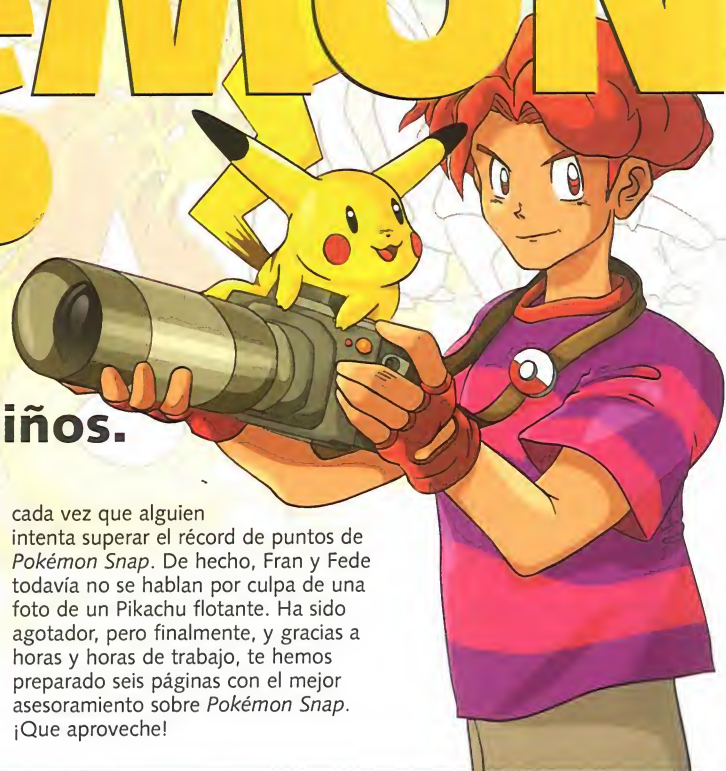 ÉMON
iños.
cada vez que alguien
intenta superar el récord de puntos de
Pokémon Snap. De hecho, Fran y Fede
todavía no se hablan por culpa de una
foto de un Pikachu flotante. Ha sido
agotador, pero finalmente, y gracias a
horas y horas de trabajo, te hemos
preparado seis páginas con el mejor
asesoramiento sobre Pokémon Snap.
¡Que aproveche!